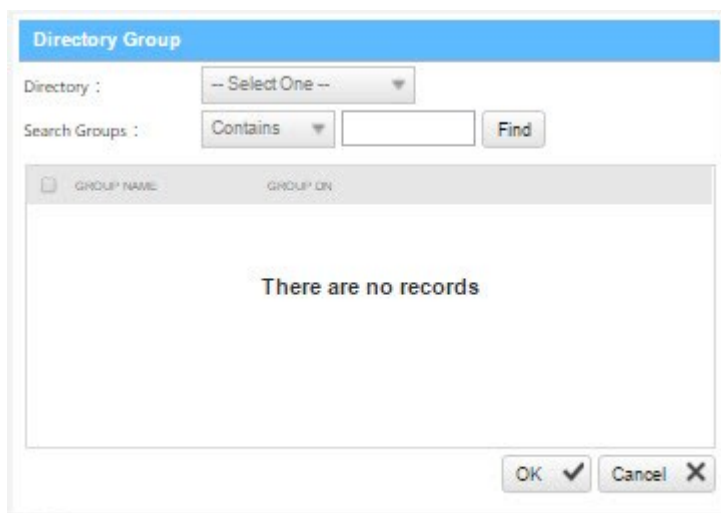 Directory Group
Directory :
-- Select One --
Search Groups :
Contains
Find
GROUP NAME
GROUP DN
There are no records
OK
Cancel